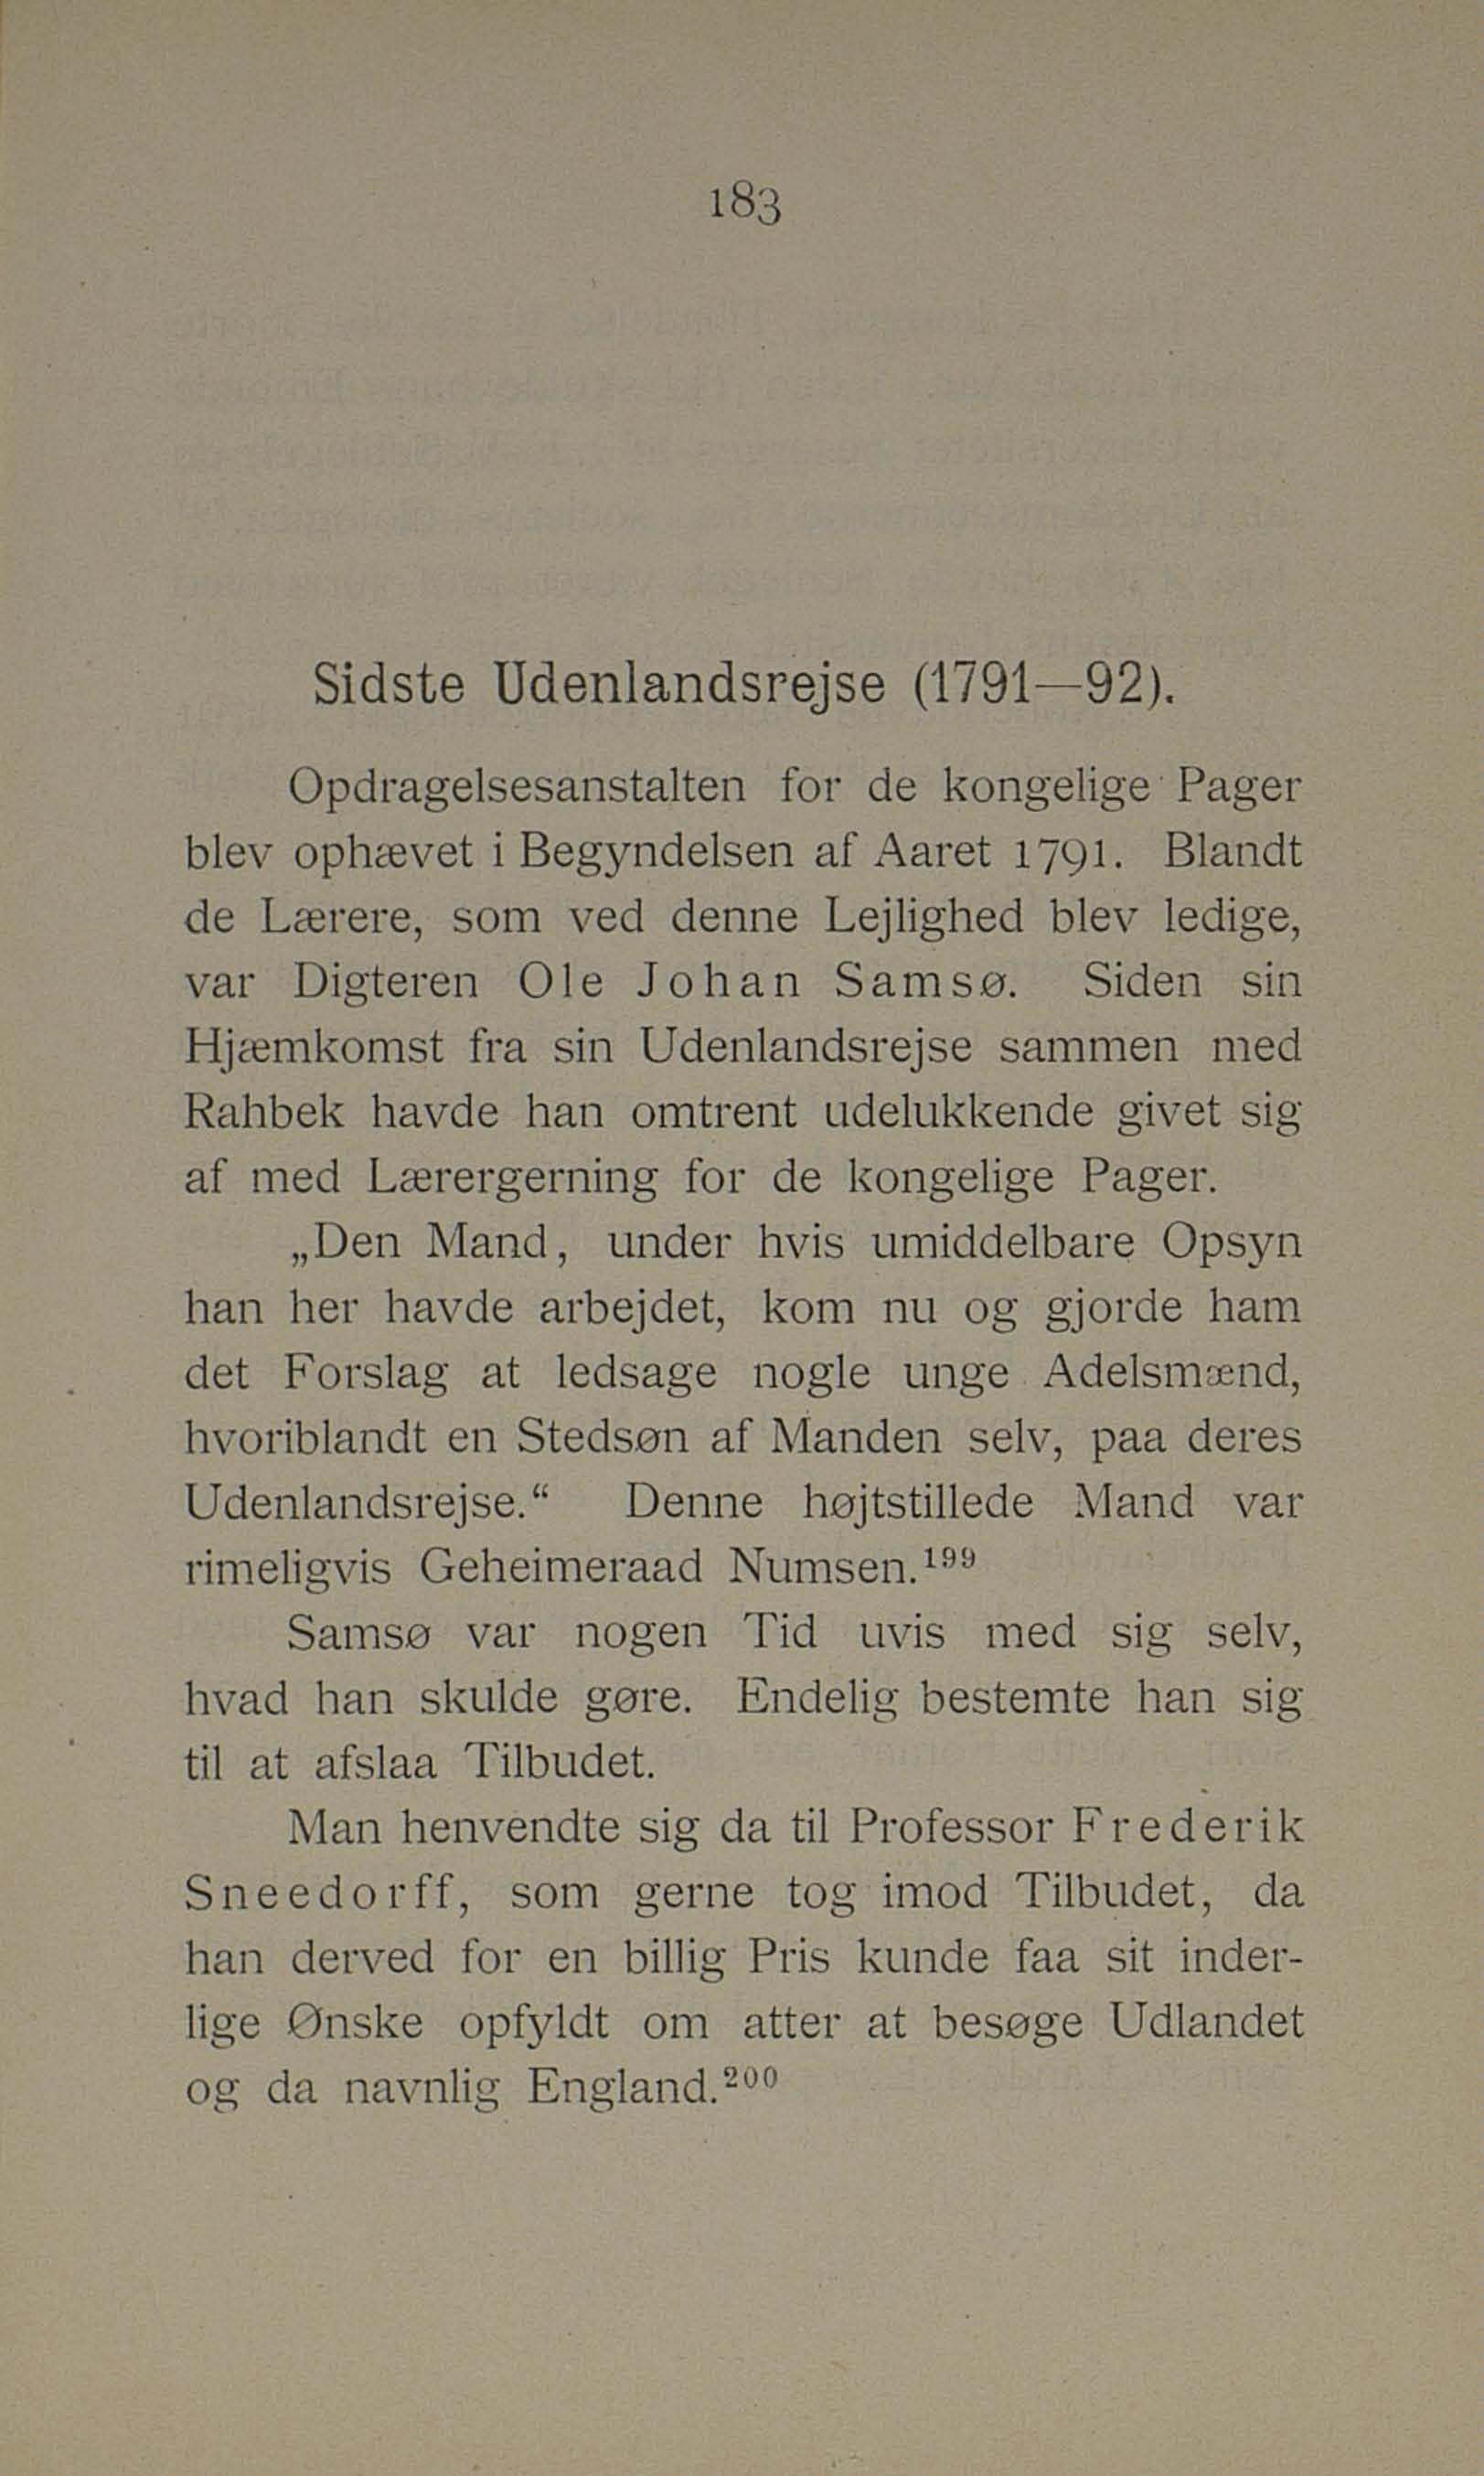 183
Sidste Udenlandsrejse (1791—92).
Opdragelsesanstalten for de kongelige Pager
blev ophævet i Begyndelsen af Aaret 1791. Blandt
de Lærere, som ved denne Lejlighed blev ledige,
var Digteren Ole Johan Samsø. Siden sin
Hjæmkomst fra sin Udenlandsrejse sammen med
Rahbek havde han omtrent udelukkende givet sig
af med Lærergerning for de kongelige Pager.
„Den Mand, under hvis umiddelbare Opsyn
han her havde arbejdet, kom nu og gjorde ham
det Forslag at ledsage nogle unge Adelsmænd,
hvoriblandt en Stedsøn af Manden selv, paa deres
Udenlandsrejse.“ Denne højtstillede Mand var
rimeligvis Geheimeraad Numsen.¹⁹⁹
Samsø var nogen Tid uvis med sig selv,
hvad han skulde gøre. Endelig bestemte han sig
til at afslaa Tilbudet.
Man henvendte sig da til Professor Frederik
Sneedorff, som gerne tog imod Tilbudet, da
han derved for en billig Pris kunde faa sit inder-
lige Ønske opfyldt om atter at besøge Udlandet
og da navnlig England.²⁰⁰